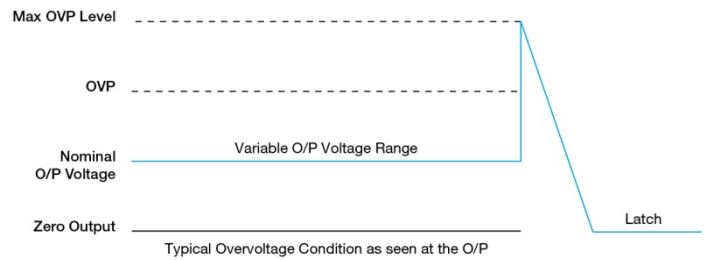 Max OVP Level
OVP
Variable O/P Voltage Range
Nominal
O/P Voltage
Zero Output
Latch
Typical Overvoltage Condition as seen at the O/P